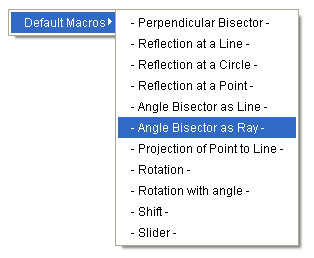 Default Macros
- Perpendicular Bisector -
- Reflection at a Line -
- Reflection at a Circle -
- Reflection at a Point -
- Angle Bisector as Line -
- Angle Bisector as Ray -
- Projection of Point to Line -
- Rotation -
- Rotation with angle -
- Shift -
- Slider -